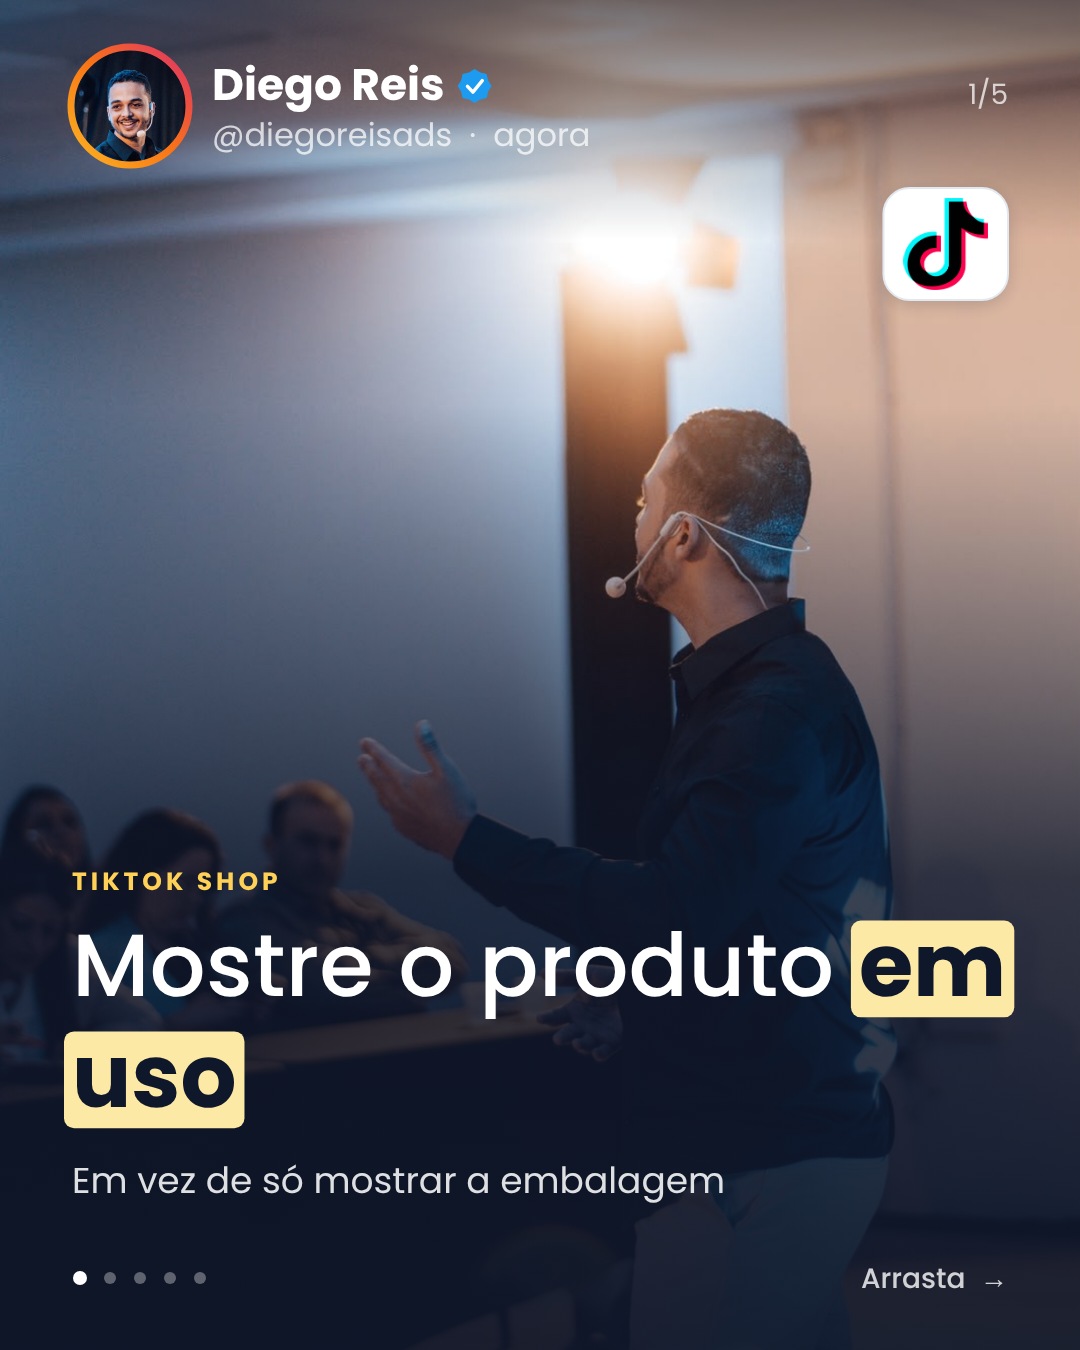 Diego Reis
@diegoreisads · agora
1/5
TIKTOK SHOP
Mostre o produto em
uso
Em vez de só mostrar a embalagem
Arrasta →